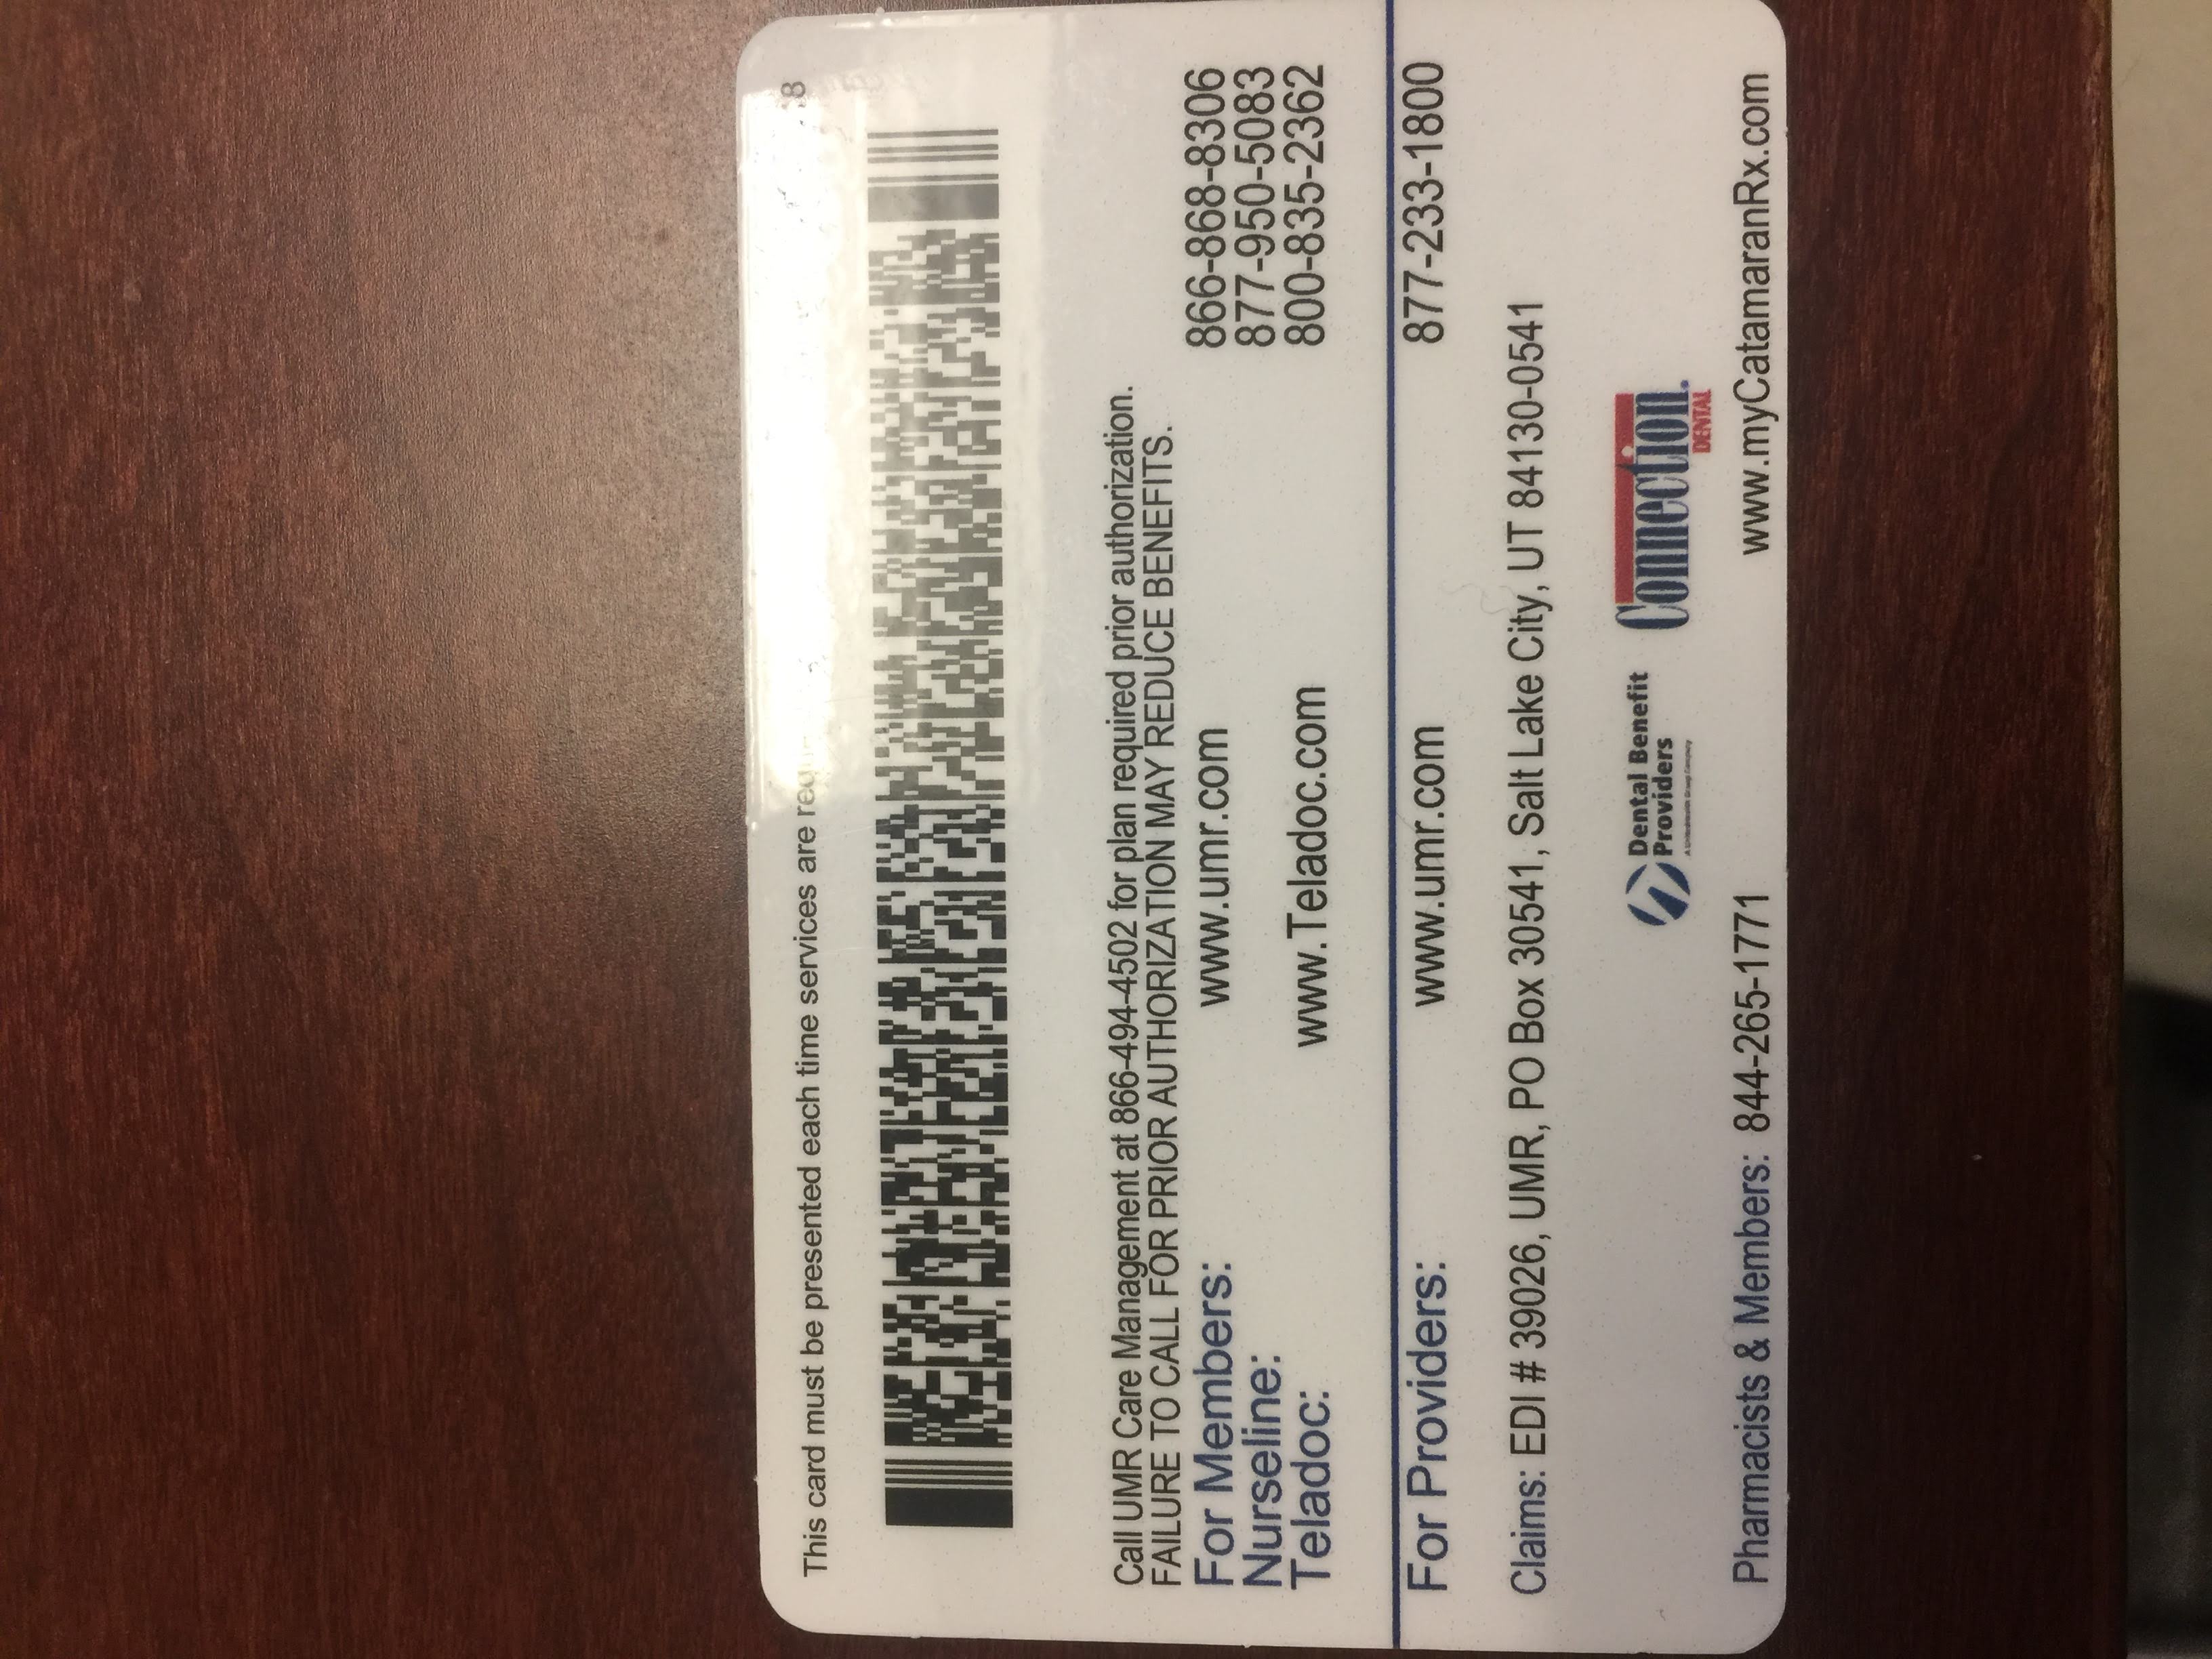 This card must be presented each time services are
Call UMR Care Management at 866-494-4502 for plan required prior authorization.
FAILURE TO CALL FOR PRIOR AUTHORIZATION MAY REDUCE BENEFITS.
For Members: www.umr.com 866-868-8306
Nurseline: 877-950-5083
Teladoc: www.Teladoc.com 800-835-2362
For Providers: www.umr.com 877-233-1800
Claims: EDI # 39026, UMR, PO Box 30541, Salt Lake City, UT 84130-0541
Dental Benefit
Providers
Connection
DENTAL
Pharmacists & Members: 844-265-1771 www.myCatamaranRx.com